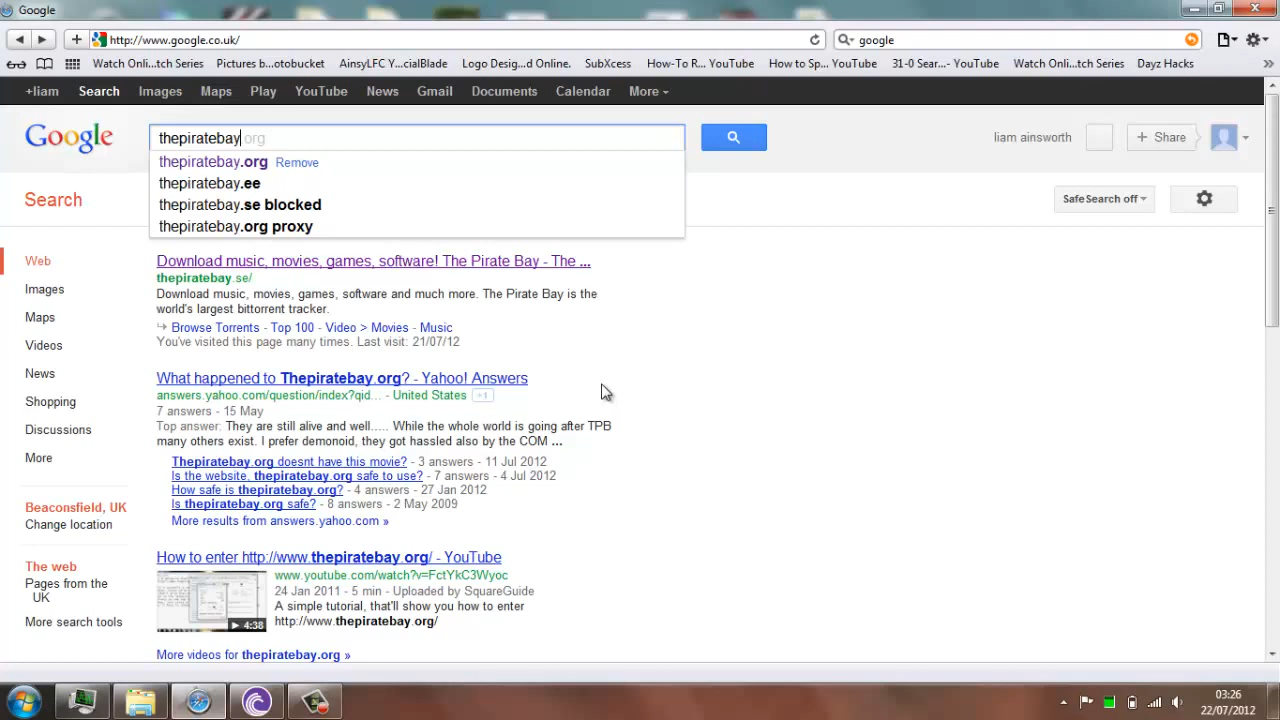 Google
http://www.google.co.uk/
google
Watch Onli...tch Series
Pictures b...otobucket
AinsyLFC Y...cialBlade
Logo Desig...d Online.
SubXcess
How-To R... YouTube
How to Sp... YouTube
31-0 Sear...- YouTube
Watch Onli...tch Series
Dayz Hacks
+liam
Search
Images
Maps
Play
YouTube
News
Gmail
Documents
Calendar
More
Google
thepiratebay.org
liam ainsworth
+ Share
thepiratebay.org Remove
thepiratebay.ee
thepiratebay.se blocked
thepiratebay.org proxy
Search
SafeSearch off
Web
Images
Maps
Videos
News
Shopping
Discussions
More
Beaconsfield, UK
Change location
The web
Pages from the
UK
More search tools
Download music, movies, games, software! The Pirate Bay - The ...
thepiratebay.se/
Download music, movies, games, software and much more. The Pirate Bay is the
world's largest bittorrent tracker.
Browse Torrents - Top 100 - Video > Movies - Music
You've visited this page many times. Last visit: 21/07/12
What happened to Thepiratebay.org? - Yahoo! Answers
answers.yahoo.com/question/index?qid... - United States +1
7 answers - 15 May
Top answer: They are still alive and well..... While the whole world is going after TPB
many others exist. I prefer demonoid, they got hassled also by the COM ...
Thepiratebay.org doesnt have this movie? - 3 answers - 11 Jul 2012
Is the website, thepiratebay.org safe to use? - 7 answers - 4 Jul 2012
How safe is thepiratebay.org? - 4 answers - 27 Jan 2012
Is thepiratebay.org safe? - 8 answers - 2 May 2009
More results from answers.yahoo.com »
How to enter http://www.thepiratebay.org/ - YouTube
www.youtube.com/watch?v=FctYkC3Wyoc
24 Jan 2011 - 5 min - Uploaded by SquareGuide
A simple tutorial, that'll show you how to enter
http://www.thepiratebay.org/
4:38
More videos for thepiratebay.org »
03:26
22/07/2012